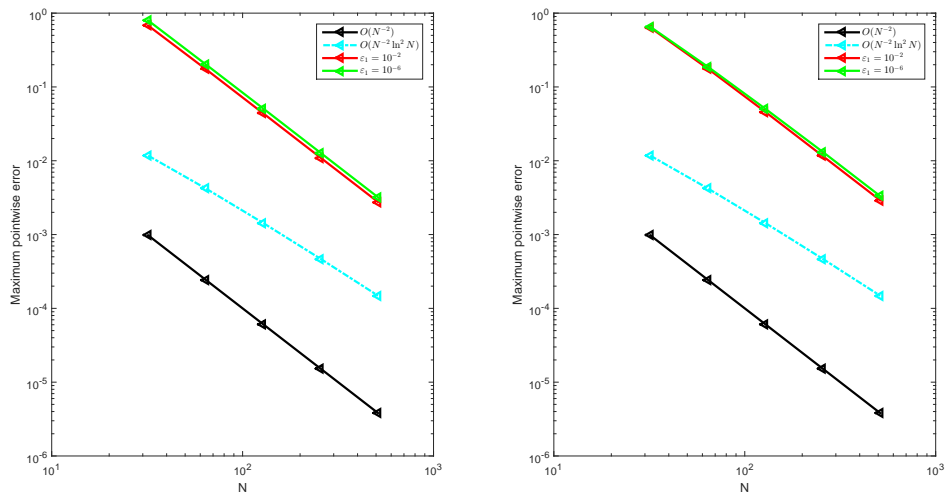 10^0
10^-1
10^-2
10^-3
10^-4
10^-5
10^-6
Maximum pointwise error
10^1
10^2
10^3
N
O(N^-2)
O(N^-2 ln^2 N)
ε_1 = 10^-2
ε_1 = 10^-6
10^0
10^-1
10^-2
10^-3
10^-4
10^-5
10^-6
Maximum pointwise error
10^1
10^2
10^3
N
O(N^-2)
O(N^-2 ln^2 N)
ε_1 = 10^-2
ε_1 = 10^-6